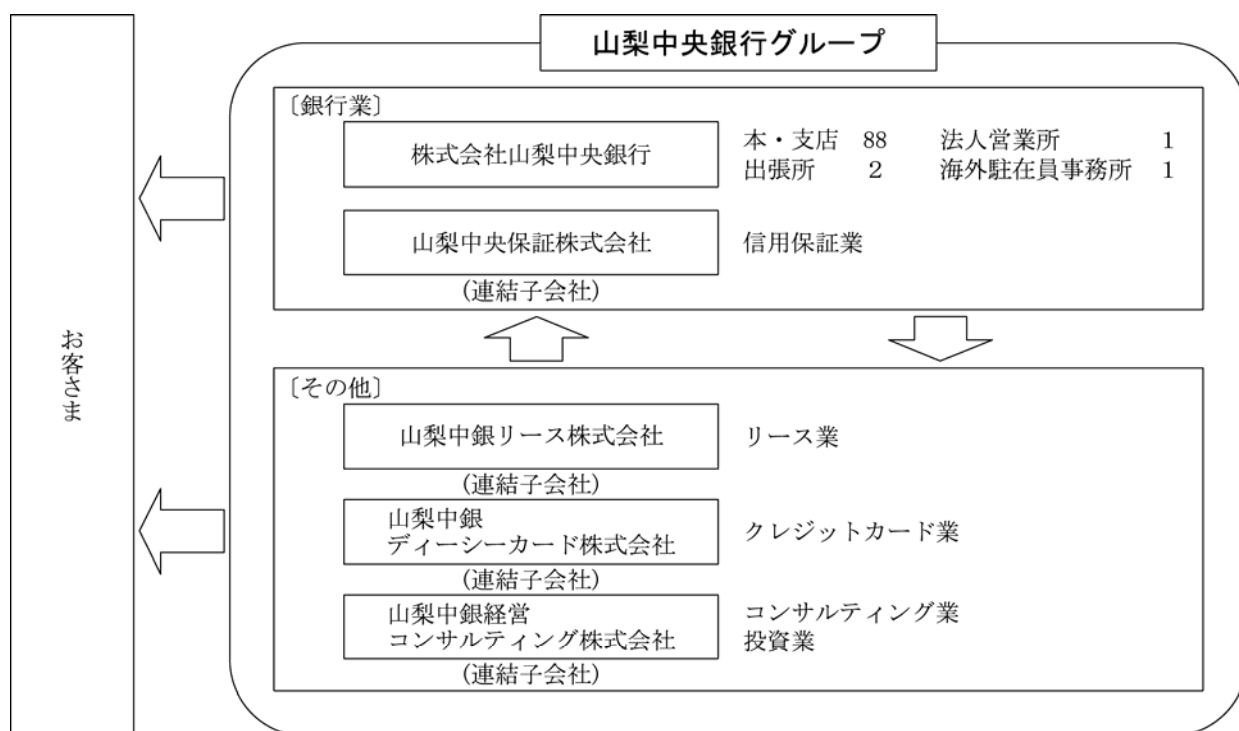 山梨中央銀行グループ
〔銀行業〕
株式会社山梨中央銀行
本・支店 88 法人営業所 1
出張所 2 海外駐在員事務所 1
山梨中央保証株式会社
信用保証業
(連結子会社)
お客さま
〔その他〕
山梨中銀リース株式会社
リース業
(連結子会社)
山梨中銀
ディーシーカード株式会社
クレジットカード業
(連結子会社)
山梨中銀経営
コンサルティング株式会社
コンサルティング業
投資業
(連結子会社)